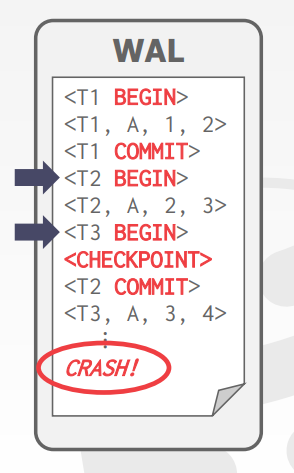 WAL
<T1 BEGIN>
<T1, A, 1, 2>
<T1 COMMIT>
<T2 BEGIN>
<T2, A, 2, 3>
<T3 BEGIN>
<CHECKPOINT>
<T2 COMMIT>
<T3, A, 3, 4>
⋮
CRASH!